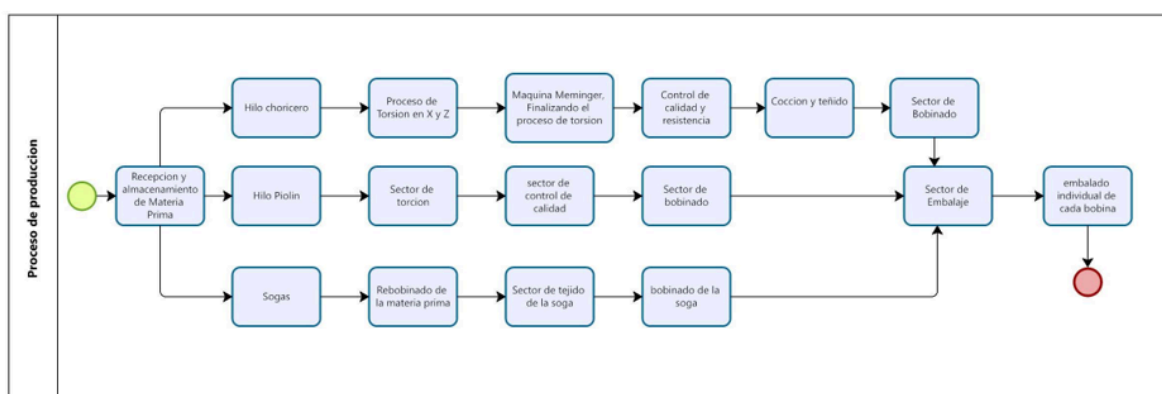 Proceso de produccion
Recepcion y
almacenamiento
de Materia
Prima
Hilo choricero
Proceso de
Torsion en X y Z
Maquina Meminger,
Finalizando el
proceso de torsion
Control de
calidad y
resistencia
Coccion y teñido
Sector de
Bobinado
Hilo Piolin
Sector de
torcion
sector de
control de
calidad
Sector de
bobinado
Sector de
Embalaje
embalado
individual de
cada bobina
Sogas
Rebobinado de
la materia prima
Sector de tejido
de la soga
bobinado de la
soga